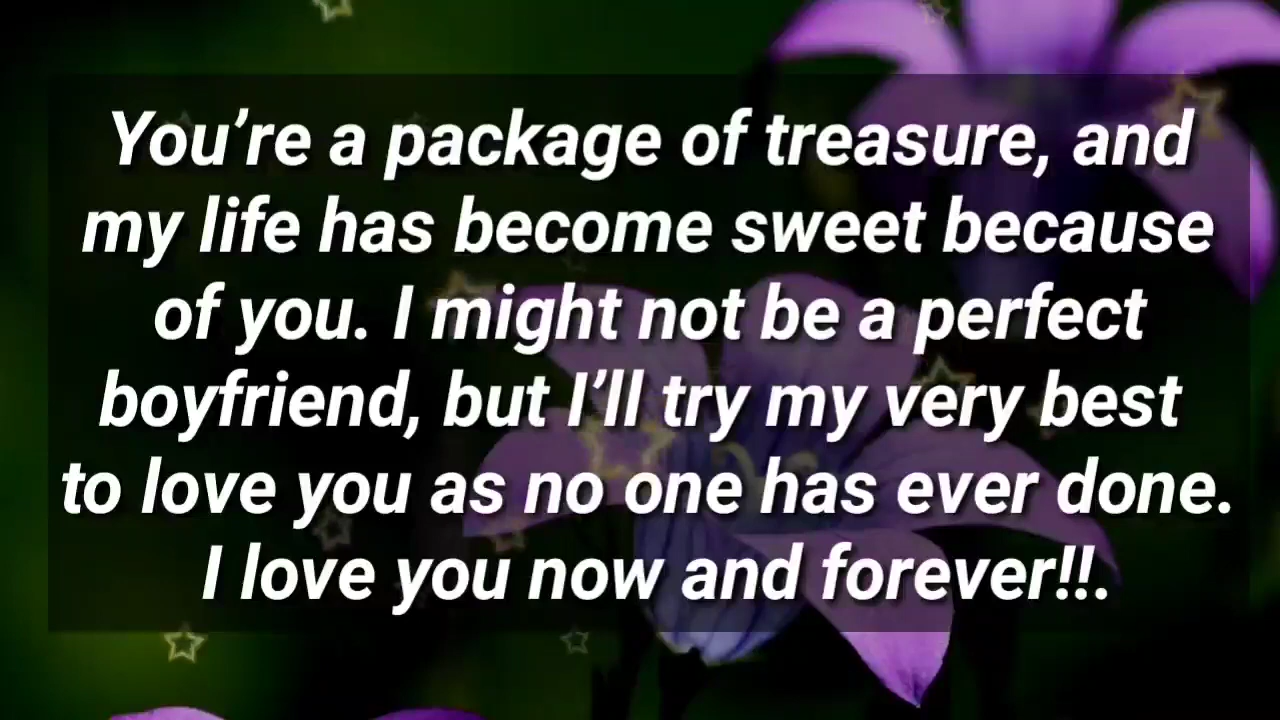 You’re a package of treasure, and
my life has become sweet because
of you. I might not be a perfect
boyfriend, but I’ll try my very best
to love you as no one has ever done.
I love you now and forever!!.